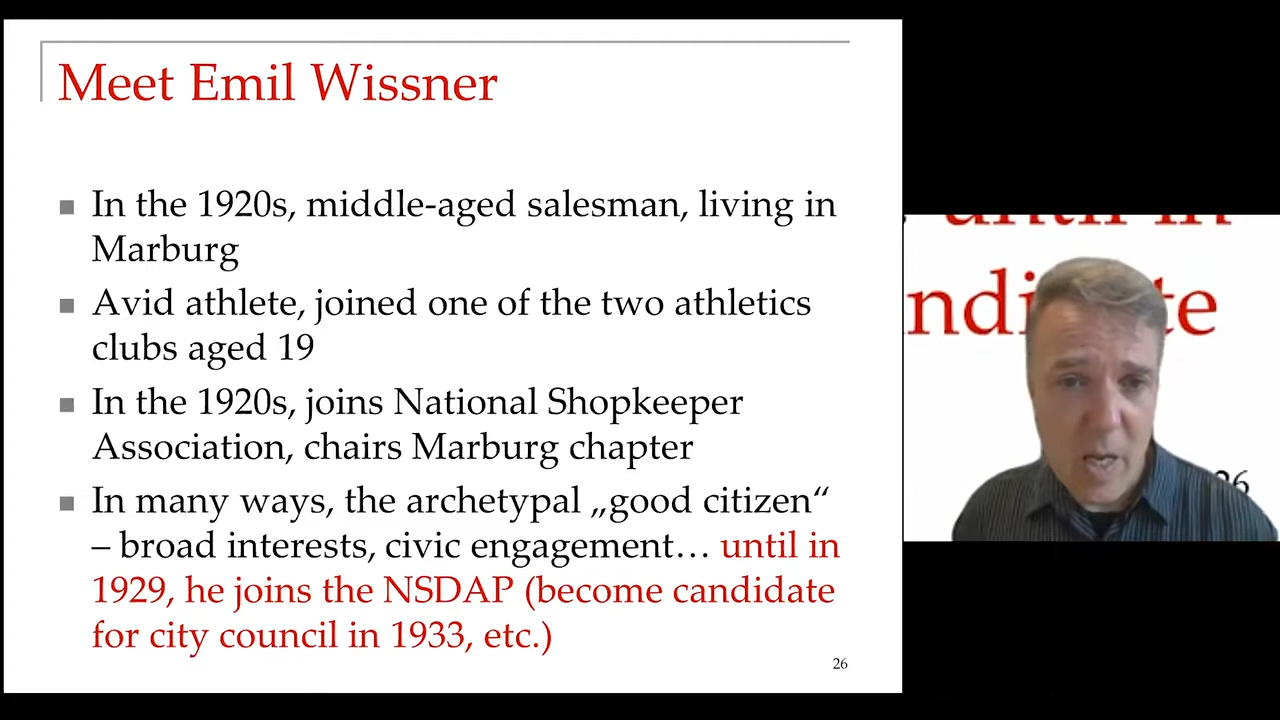 Meet Emil Wissner
In the 1920s, middle-aged salesman, living in
Marburg
Avid athlete, joined one of the two athletics
clubs aged 19
In the 1920s, joins National Shopkeeper
Association, chairs Marburg chapter
In many ways, the archetypal „good citizen“
– broad interests, civic engagement… until in
1929, he joins the NSDAP (become candidate
for city council in 1933, etc.)
26
until in
26